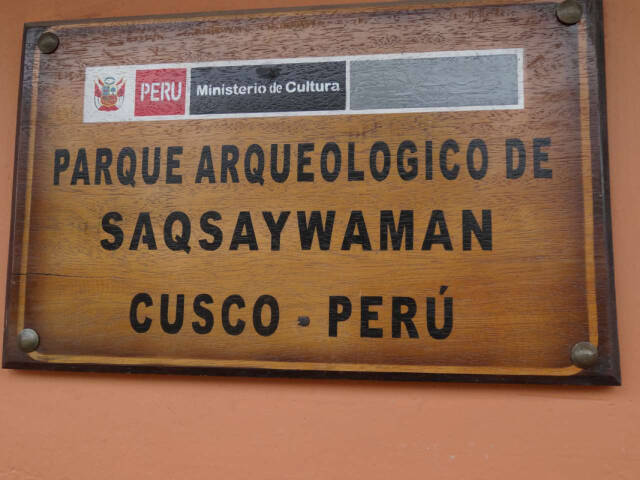 PERU Ministerio de Cultura
PARQUE ARQUEOLOGICO DE
SAQSAYWAMAN
CUSCO - PERÚ